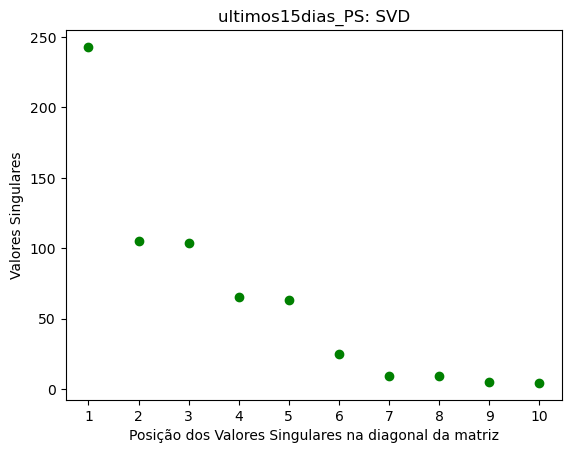 ultimos15dias_PS: SVD
Valores Singulares
250
200
150
100
50
0
1 2 3 4 5 6 7 8 9 10
Posição dos Valores Singulares na diagonal da matriz